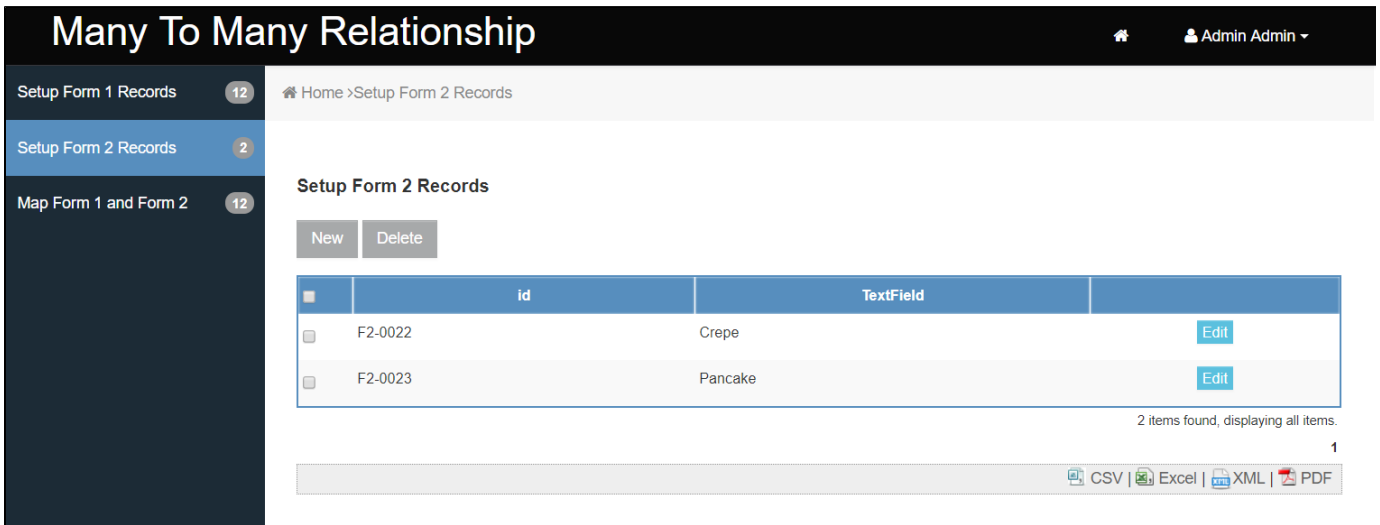 Many To Many Relationship
Admin Admin
Setup Form 1 Records 12
Home >Setup Form 2 Records
Setup Form 2 Records 2
Map Form 1 and Form 2 12
Setup Form 2 Records
New Delete
id TextField
F2-0022 Crepe Edit
F2-0023 Pancake Edit
2 items found, displaying all items.
1
CSV | Excel | XML | PDF